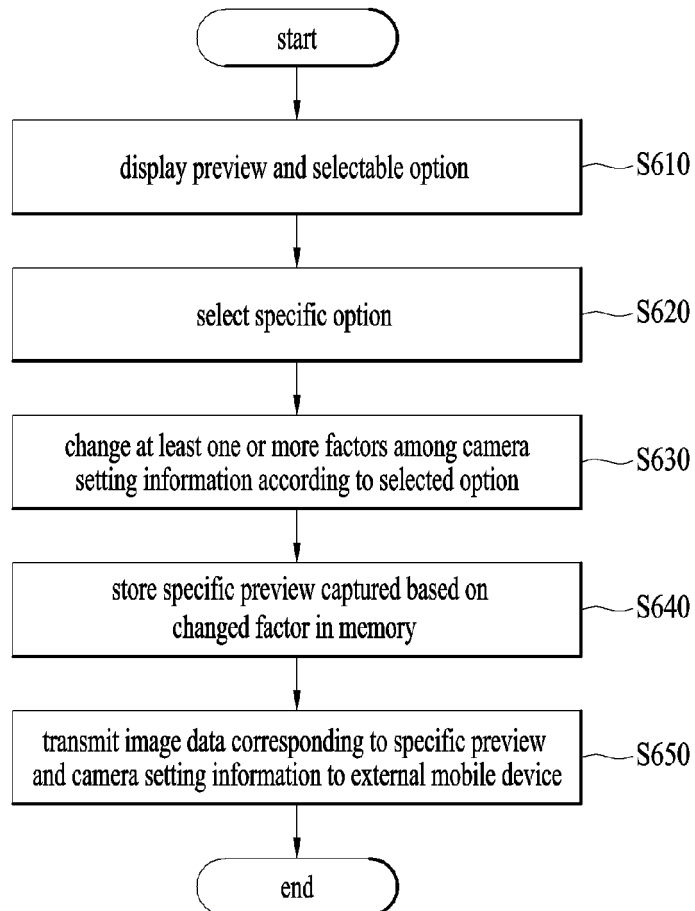 start
display preview and selectable option
S610
select specific option
S620
change at least one or more factors among camera
setting information according to selected option
S630
store specific preview captured based on
changed factor in memory
S640
transmit image data corresponding to specific preview
and camera setting information to external mobile device
S650
end